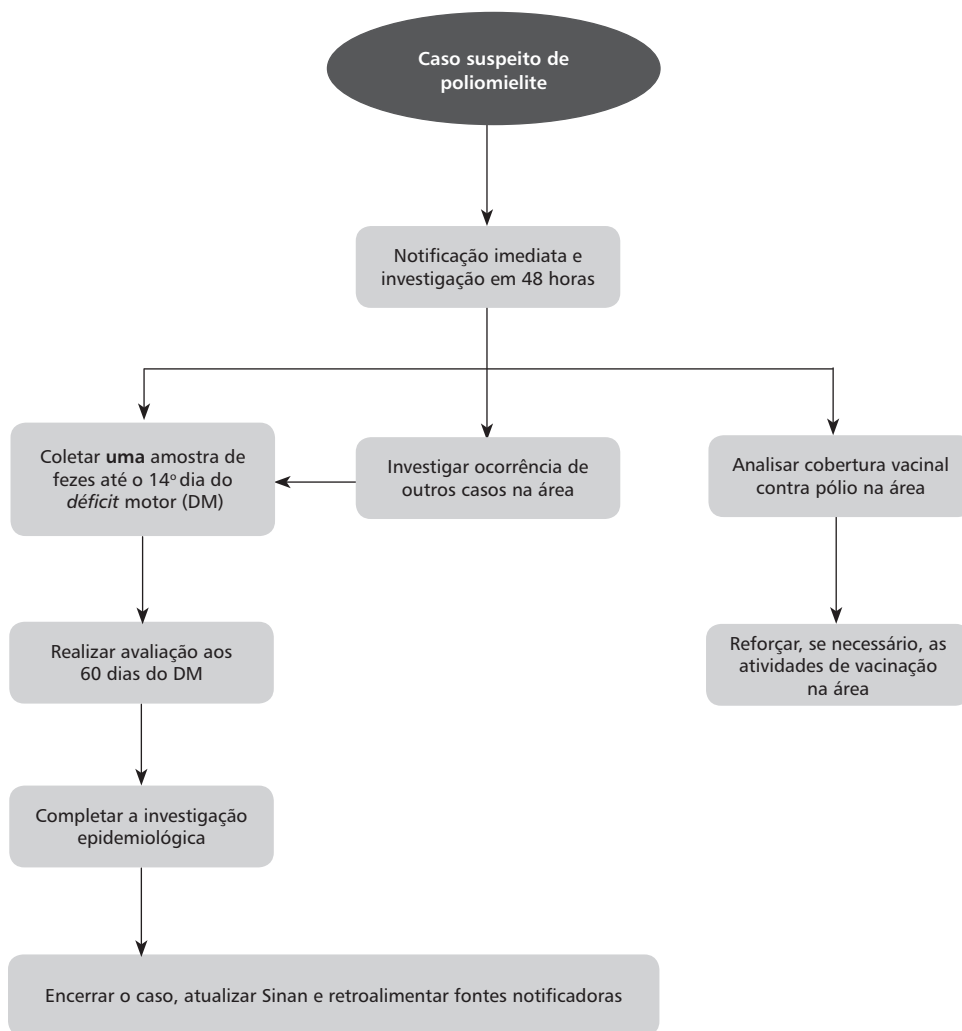 Caso suspeito de
poliomielite
Notificação imediata e
investigação em 48 horas
Coletar uma amostra de
fezes até o 14º dia do
déficit motor (DM)
Investigar ocorrência de
outros casos na área
Analisar cobertura vacinal
contra pólio na área
Realizar avaliação aos
60 dias do DM
Reforçar, se necessário, as
atividades de vacinação
na área
Completar a investigação
epidemiológica
Encerrar o caso, atualizar Sinan e retroalimentar fontes notificadoras